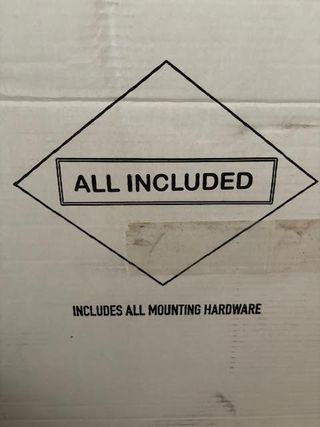 ALL INCLUDED
INCLUDES ALL MOUNTING HARDWARE